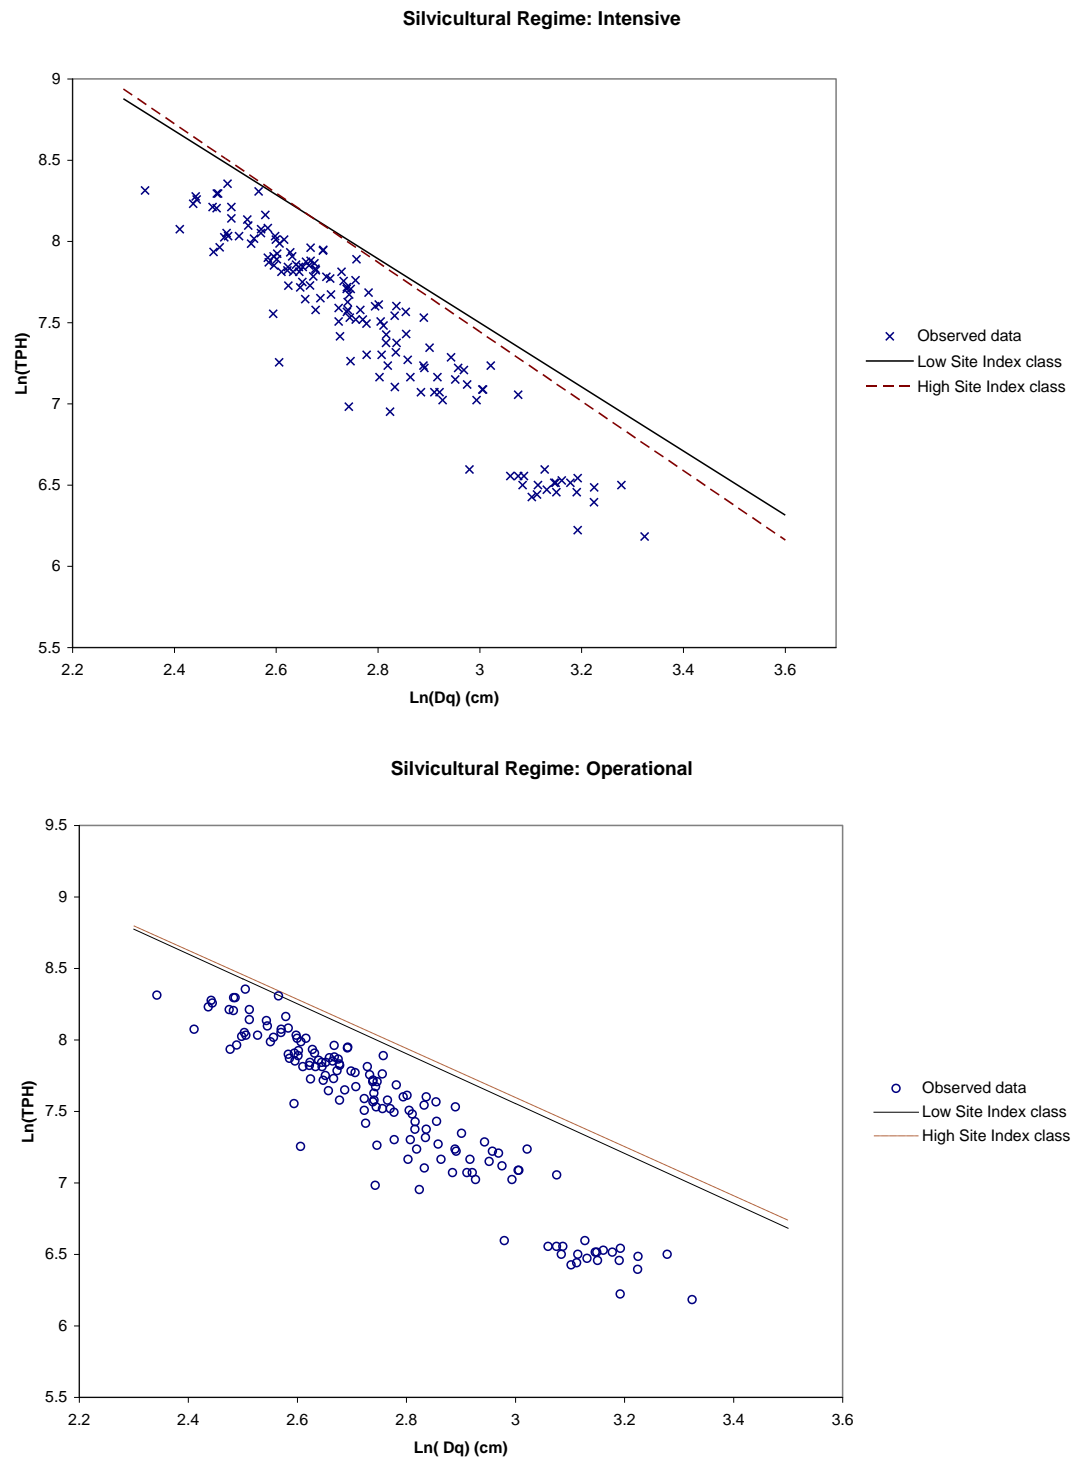 Silvicultural Regime: Intensive
9
8.5
8
7.5
7
6.5
6
5.5
Ln(TPH)
2.2 2.4 2.6 2.8 3 3.2 3.4 3.6
Ln(Dq) (cm)
Observed data
Low Site Index class
High Site Index class
Silvicultural Regime: Operational
9.5
9
8.5
8
7.5
7
6.5
6
5.5
Ln(TPH)
2.2 2.4 2.6 2.8 3 3.2 3.4 3.6
Ln( Dq) (cm)
Observed data
Low Site Index class
High Site Index class